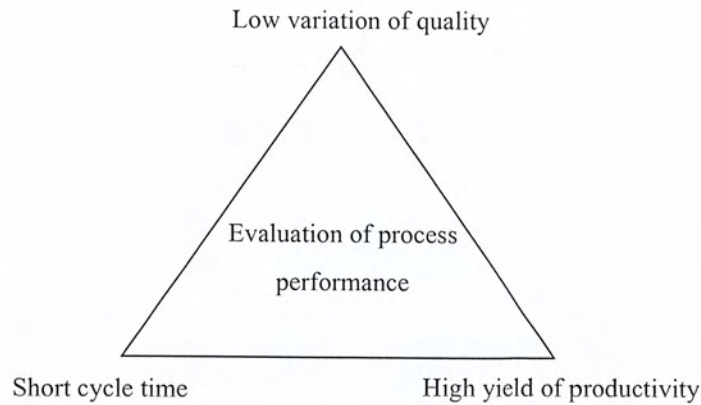 Low variation of quality
Evaluation of process
performance
Short cycle time
High yield of productivity